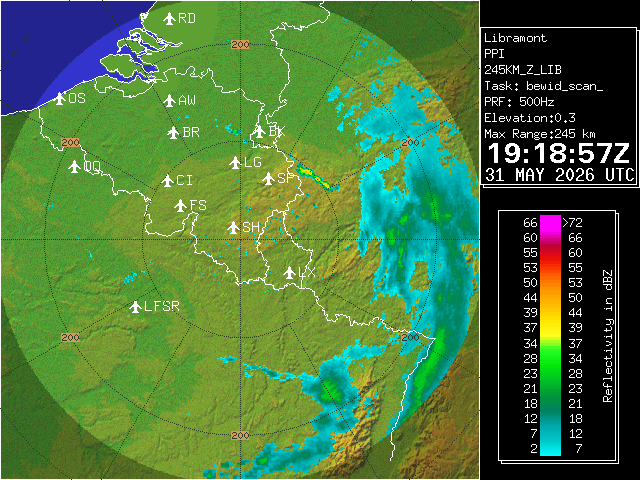 Libramont
PPI
245KM_Z_LIB
Task: bewid_scan_
PRF: 500Hz
Elevation:0.3
Max Range:245 km
19:18:57Z
31 MAY 2026 UTC
RD
200
OS
AW
BR
BK
200
200
QQ
LG
CI
SP
FS
SH
LX
LFSR
200
200
200
66 >72
60 66
55 60
53 55
50 53
44 50
39 44
37 39
34 37
28 34
23 28
21 23
18 21
12 18
7 12
2 7
Reflectivity in dBZ